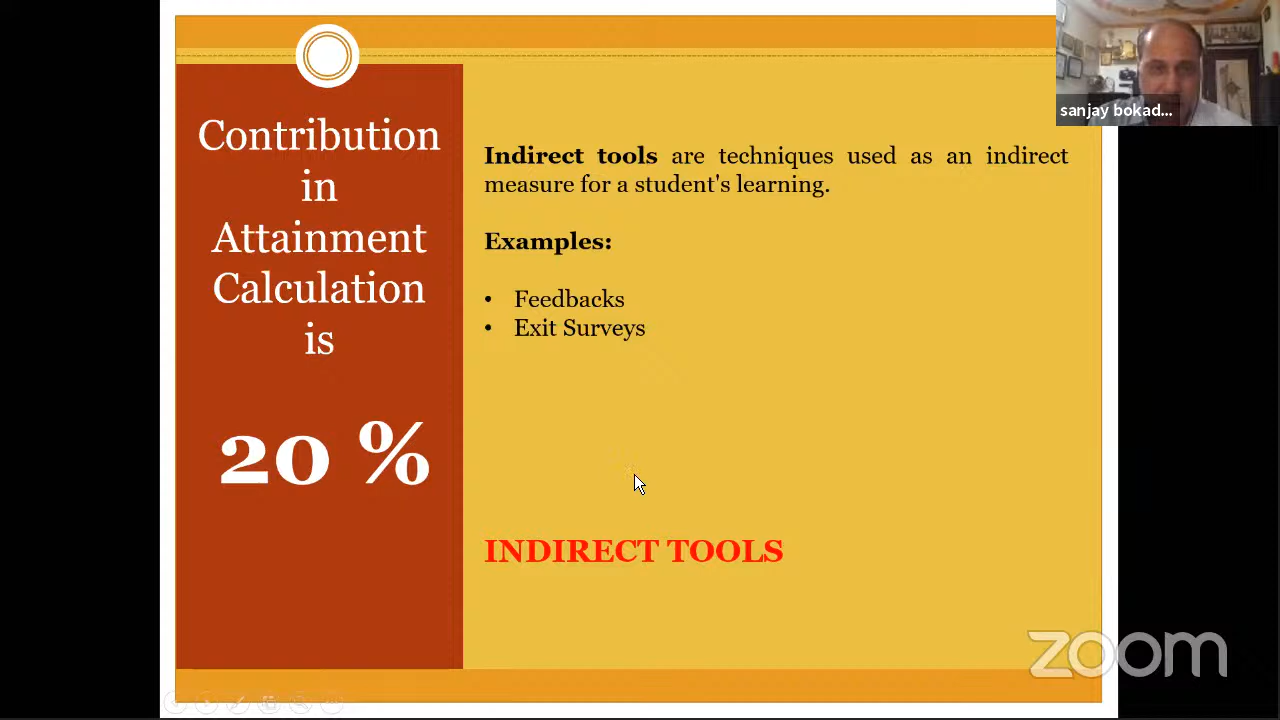 Contribution
in
Attainment
Calculation
is
20 %
Indirect tools are techniques used as an indirect
measure for a student's learning.
Examples:
• Feedbacks
• Exit Surveys
INDIRECT TOOLS
sanjay bokad...
zoom